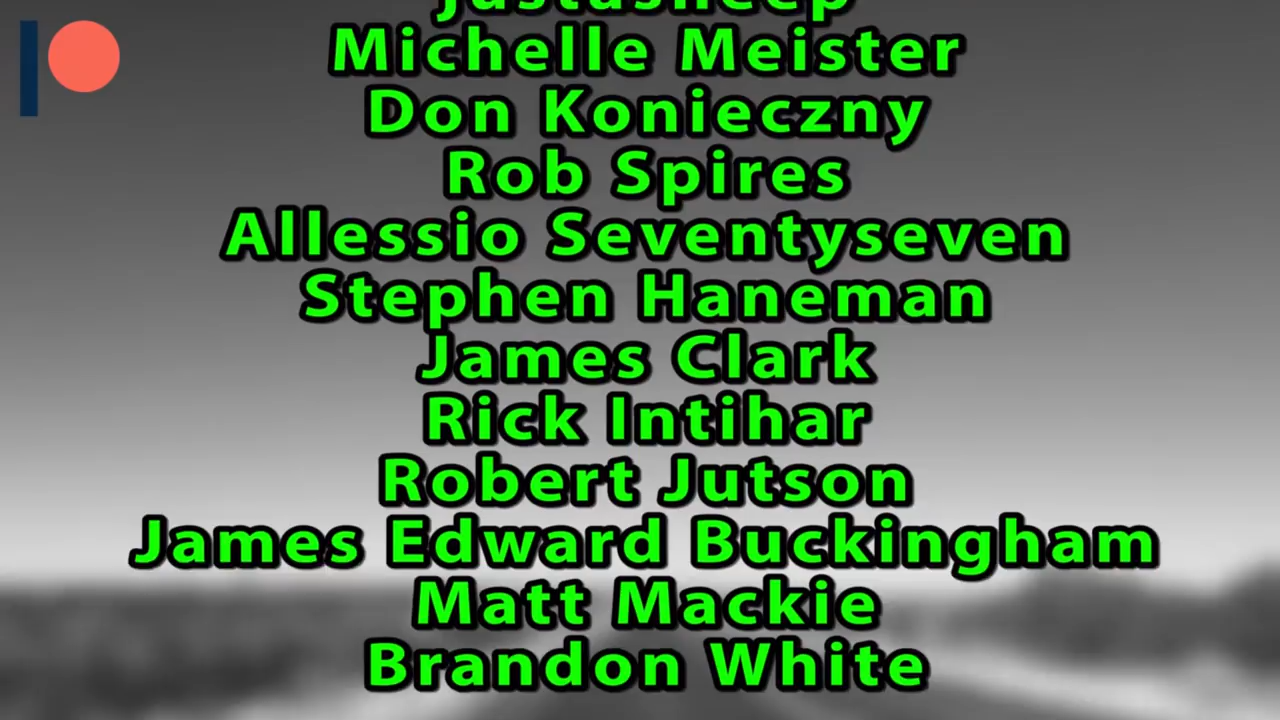 Justasheep
Michelle Meister
Don Konieczny
Rob Spires
Allessio Seventyseven
Stephen Haneman
James Clark
Rick Intihar
Robert Jutson
James Edward Buckingham
Matt Mackie
Brandon White